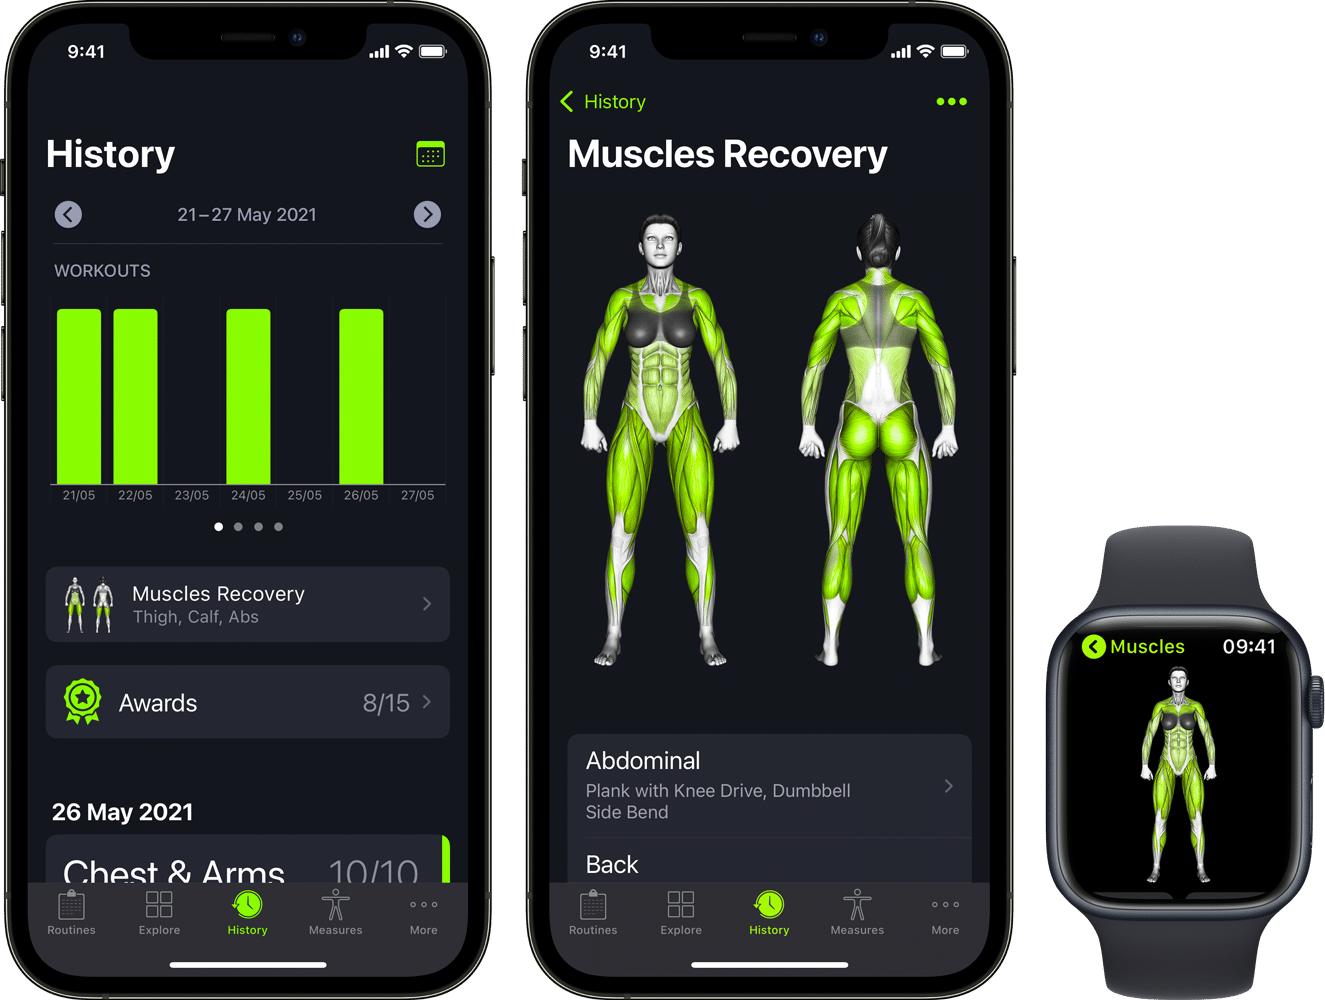 9:41
History
21–27 May 2021
WORKOUTS
21/05 22/05 23/05 24/05 25/05 26/05 27/05
Muscles Recovery
Thigh, Calf, Abs
Awards 8/15
26 May 2021
Chest & Arms 10/10
Routines Explore History Measures More
9:41
History
Muscles Recovery
Abdominal
Plank with Knee Drive, Dumbbell
Side Bend
Back
Routines Explore History Measures More
Muscles 09:41